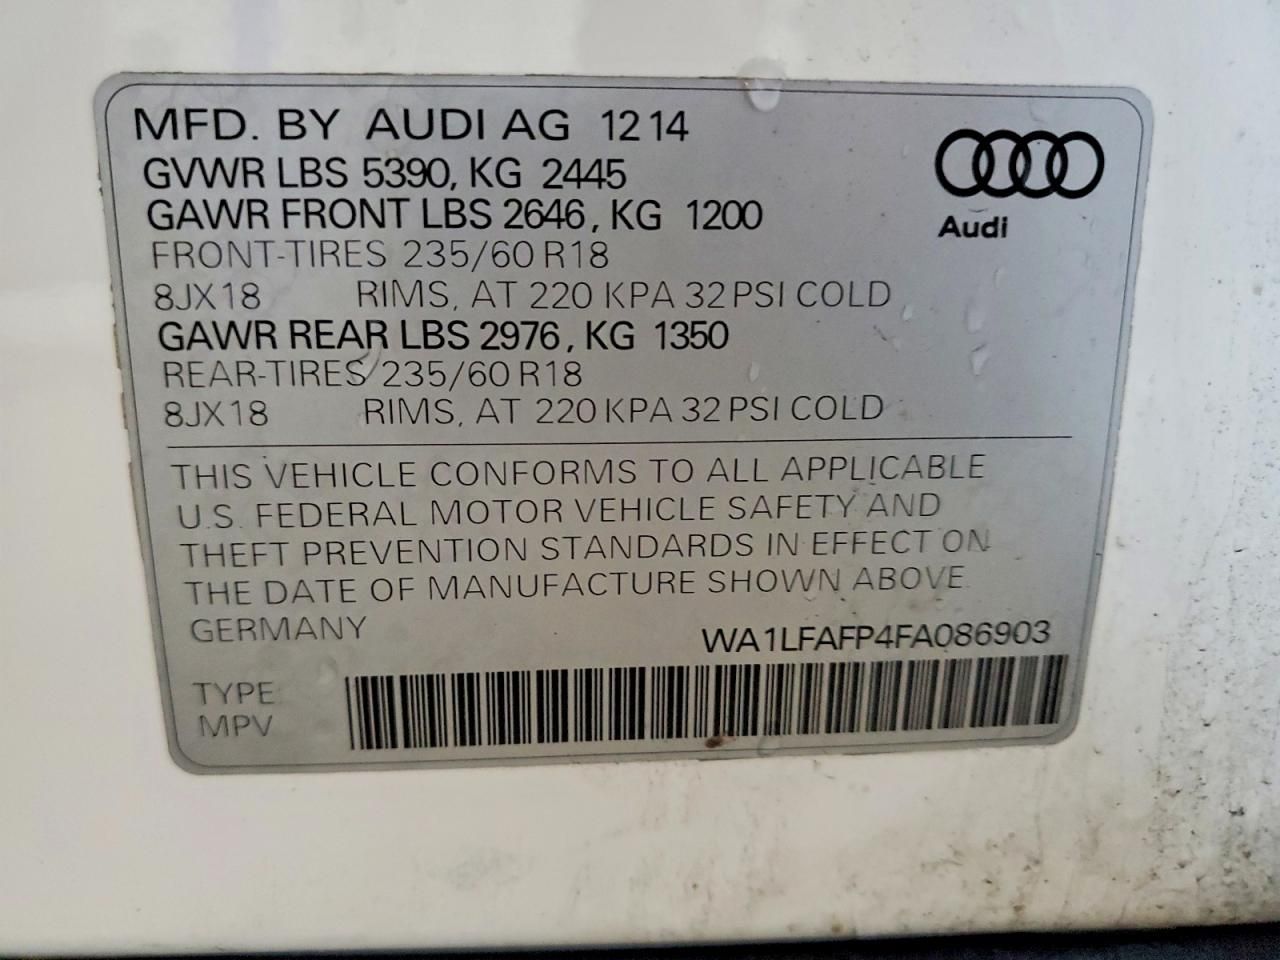 MFD. BY AUDI AG 12 14
GVWR LBS 5390, KG 2445
GAWR FRONT LBS 2646, KG 1200
FRONT-TIRES 235/60 R18
8JX18 RIMS, AT 220 KPA 32 PSI COLD
GAWR REAR LBS 2976, KG 1350
REAR-TIRES 235/60 R18
8JX18 RIMS, AT 220 KPA 32 PSI COLD
Audi
THIS VEHICLE CONFORMS TO ALL APPLICABLE
U.S. FEDERAL MOTOR VEHICLE SAFETY AND
THEFT PREVENTION STANDARDS IN EFFECT ON
THE DATE OF MANUFACTURE SHOWN ABOVE.
GERMANY
WA1LFAFP4FA086903
TYPE
MPV